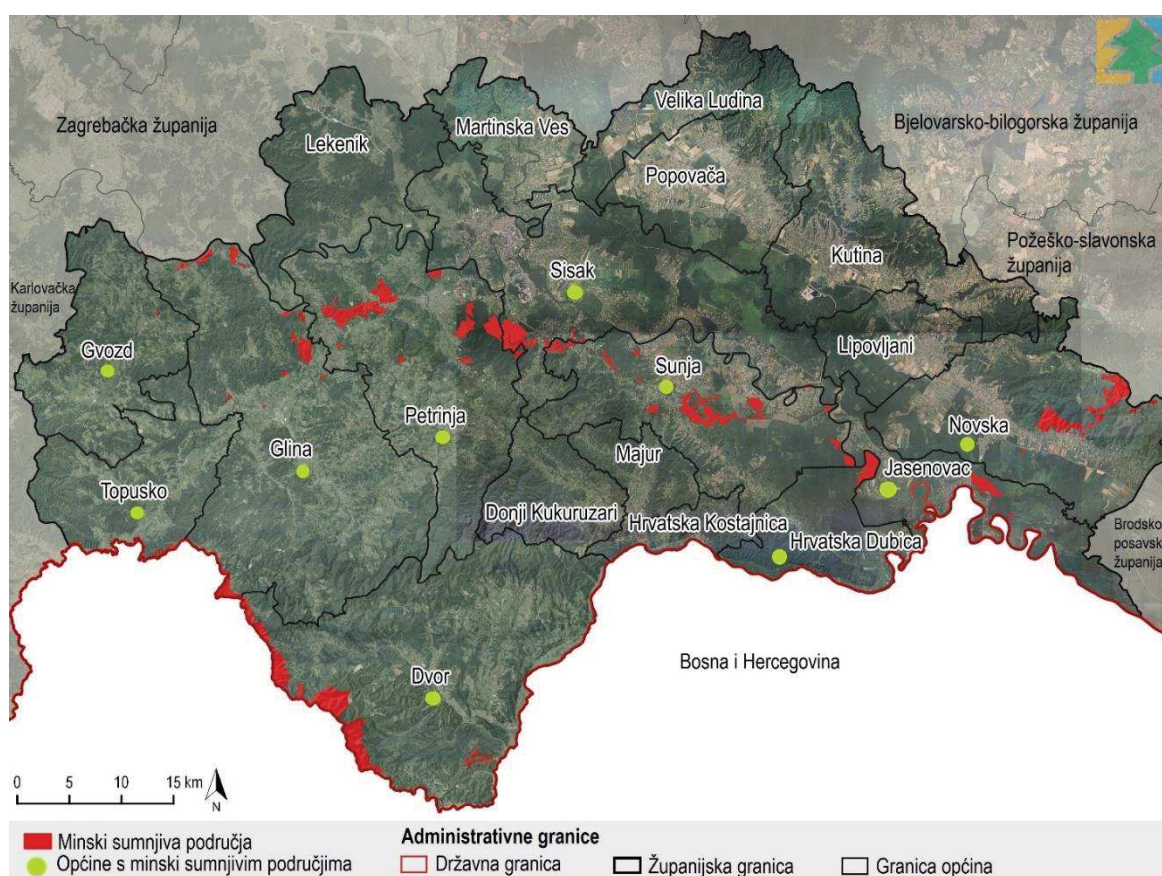 Zagrebačka županija
Lekenik
Martinska Ves
Velika Ludina
Bjelovarsko-bilogorska županija
Popovača
Požeško-slavonska
županija
Kutina
Sisak
Karlovačka
županija
Gvozd
Lipovljani
Sunja
Petrinja
Novska
Glina
Majur
Jasenovac
Topusko
Donji Kukuruzari
Hrvatska Kostajnica
Hrvatska Dubica
Brodsko
posavsk
županija
Bosna i Hercegovina
Dvor
0 5 10 15 km
N
Minski sumnjiva područja
Općine s minski sumnjivim područjima
Administrativne granice
Državna granica
Županijska granica
Granica općina